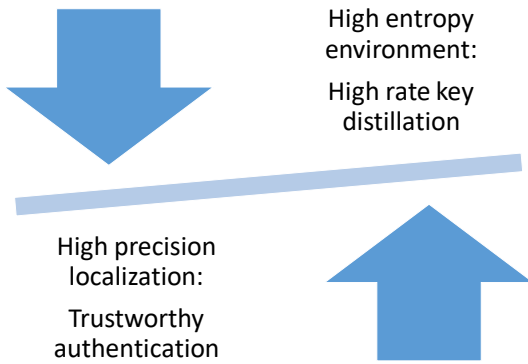 High entropy
environment:
High rate key
distillation
High precision
localization:
Trustworthy
authentication